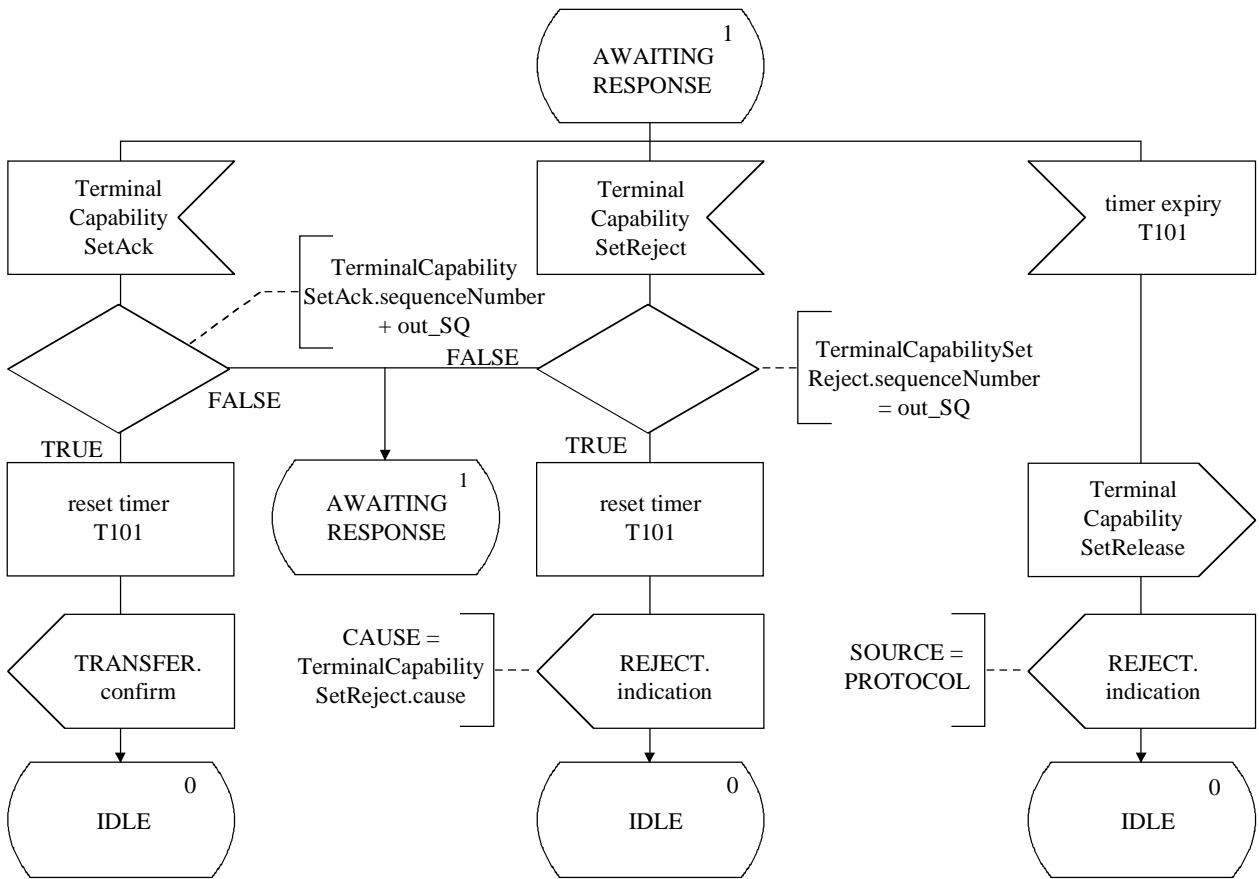 1
AWAITING
RESPONSE
Terminal
Capability
SetAck
Terminal
Capability
SetReject
timer expiry
T101
TerminalCapability
SetAck.sequenceNumber
+ out_SQ
FALSE
FALSE
TerminalCapabilitySet
Reject.sequenceNumber
= out_SQ
TRUE
TRUE
reset timer
T101
1
AWAITING
RESPONSE
reset timer
T101
Terminal
Capability
SetRelease
TRANSFER.
confirm
CAUSE =
TerminalCapability
SetReject.cause
REJECT.
indication
SOURCE =
PROTOCOL
REJECT.
indication
0
IDLE
0
IDLE
0
IDLE